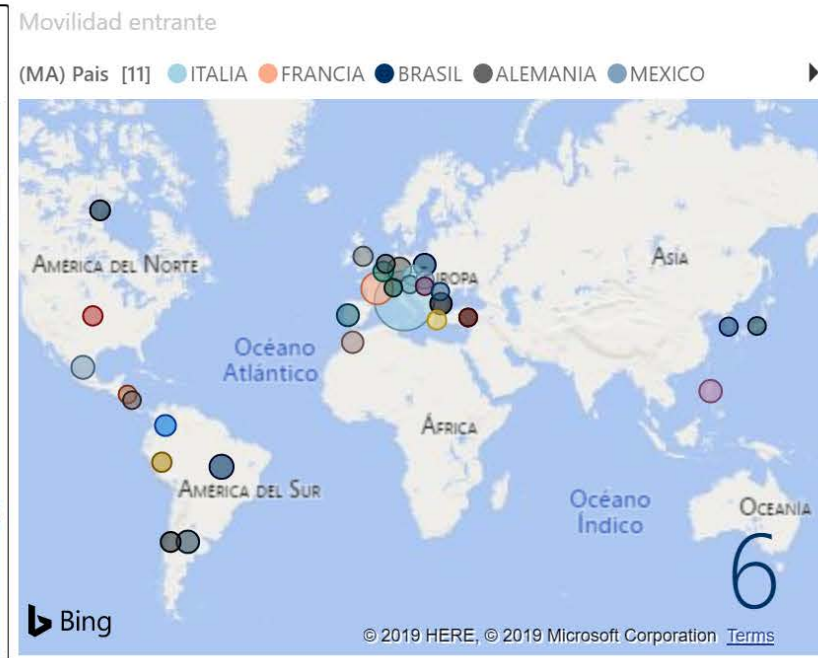 Movilidad entrante
(MA) Pais [11] ITALIA FRANCIA BRASIL ALEMANIA MEXICO
AMÉRICA DEL NORTE
EUROPA
ASIA
Océano
Atlántico
ÁFRICA
AMÉRICA DEL SUR
Océano
Índico
OCEANÍA
6
Bing
© 2019 HERE, © 2019 Microsoft Corporation Terms